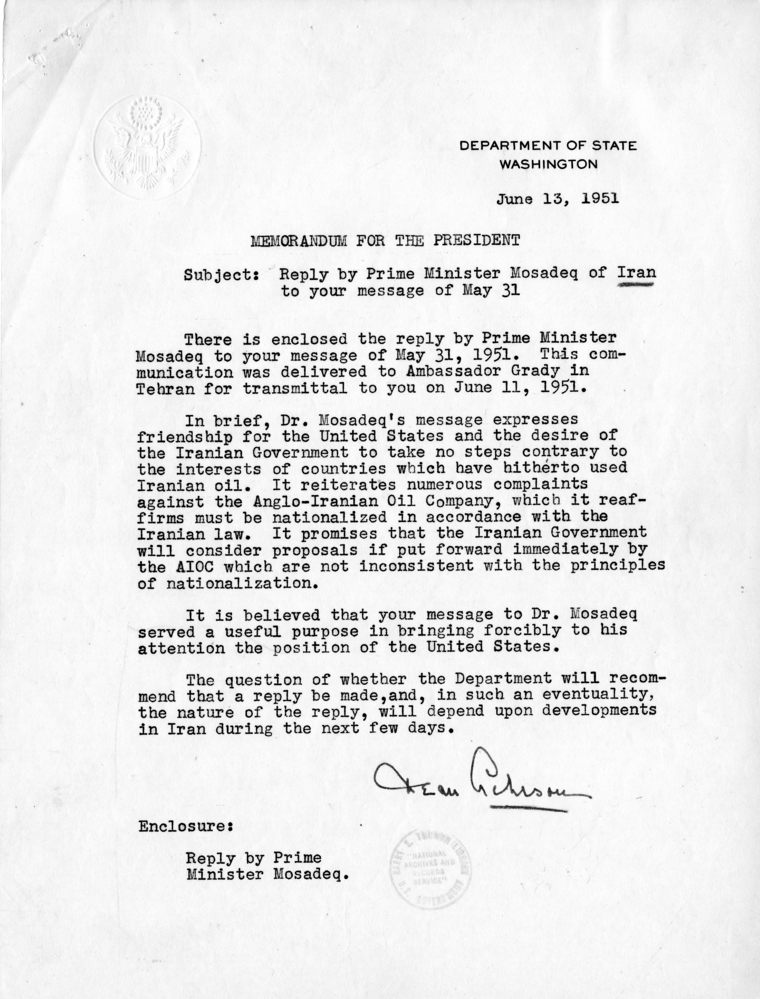 DEPARTMENT OF STATE
WASHINGTON
June 13, 1951
MEMORANDUM FOR THE PRESIDENT
Subject: Reply by Prime Minister Mosadeq of Iran
to your message of May 31
There is enclosed the reply by Prime Minister
Mosadeq to your message of May 31, 1951. This com-
munication was delivered to Ambassador Grady in
Tehran for transmittal to you on June 11, 1951.
In brief, Dr. Mosadeq's message expresses
friendship for the United States and the desire of
the Iranian Government to take no steps contrary to
the interests of countries which have hitherto used
Iranian oil. It reiterates numerous complaints
against the Anglo-Iranian Oil Company, which it reaf-
firms must be nationalized in accordance with the
Iranian law. It promises that the Iranian Government
will consider proposals if put forward immediately by
the AIOC which are not inconsistent with the principles
of nationalization.
It is believed that your message to Dr. Mosadeq
served a useful purpose in bringing forcibly to his
attention the position of the United States.
The question of whether the Department will recom-
mend that a reply be made,and, in such an eventuality,
the nature of the reply, will depend upon developments
in Iran during the next few days.
Dean Acheson
Enclosure:
Reply by Prime
Minister Mosadeq.
HARRY S. TRUMAN LIBRARY
"NATIONAL
ARCHIVES AND
RECORDS
SERVICE"